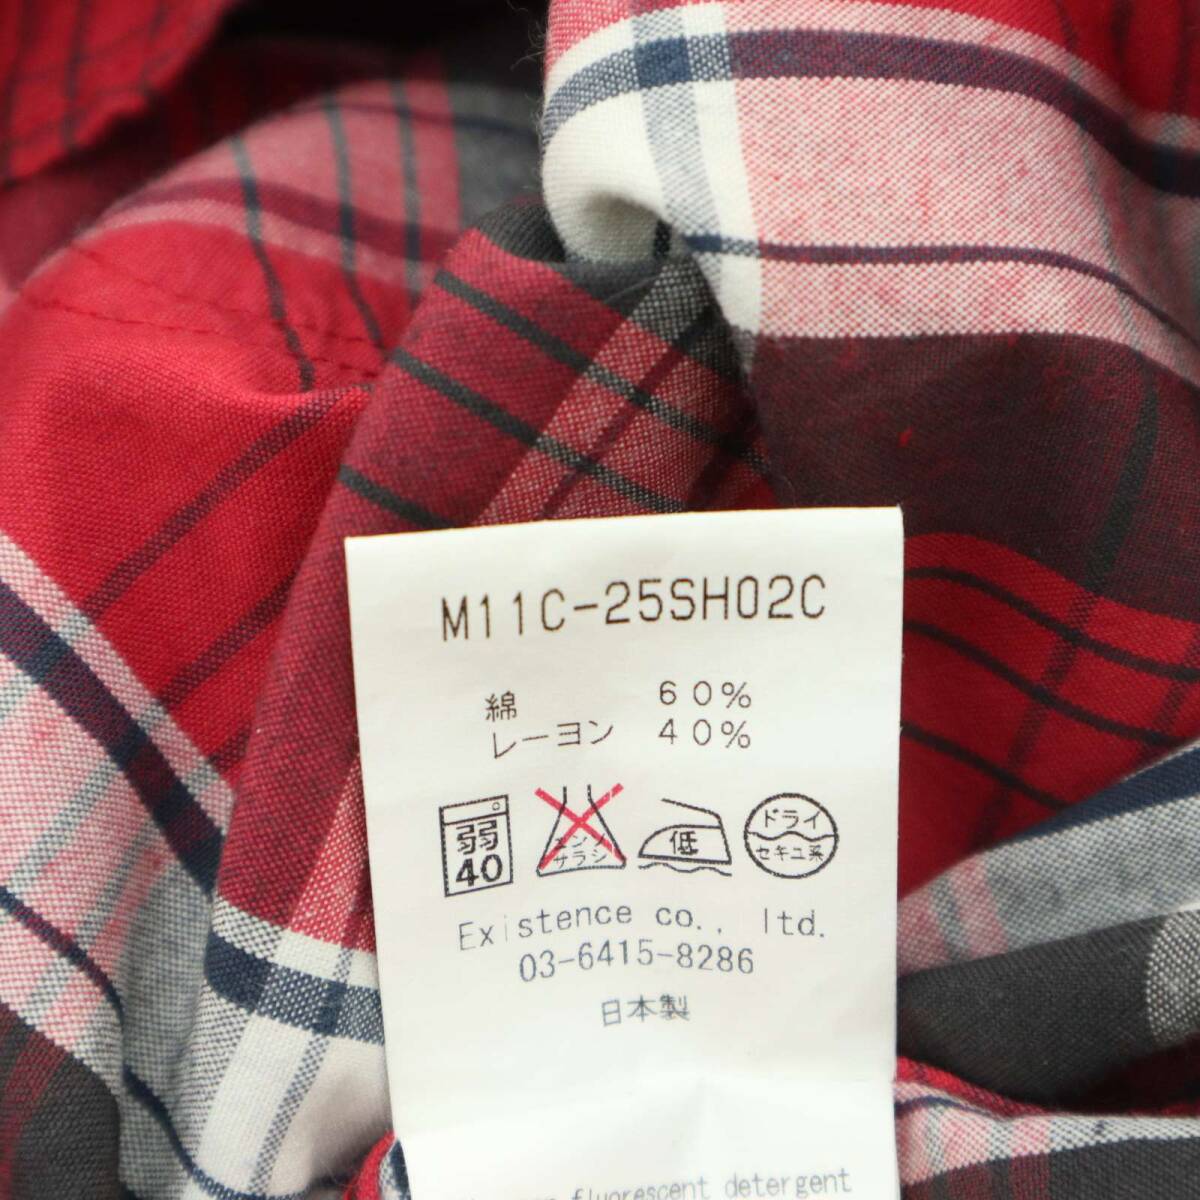 M11C-25SH02C
綿 60%
レーヨン 40%
弱
40
エンソ
サラシ
低
ドライ
セキユ系
Existence co., ltd.
03-6415-8286
日本製
fluorescent detergent